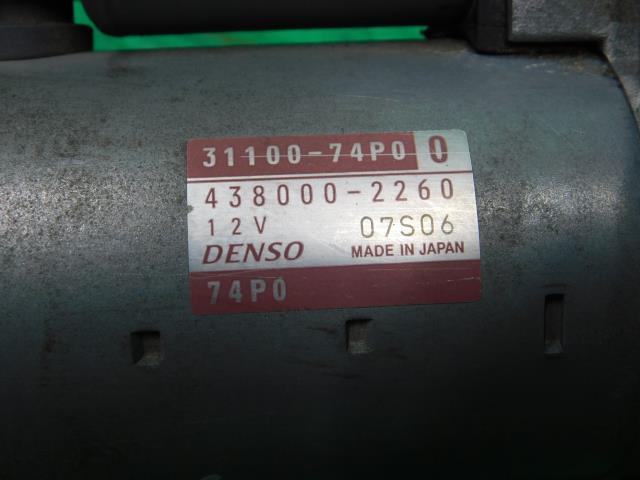 31100-74P0 0
438000-2260
12V 07S06
DENSO MADE IN JAPAN
74P0